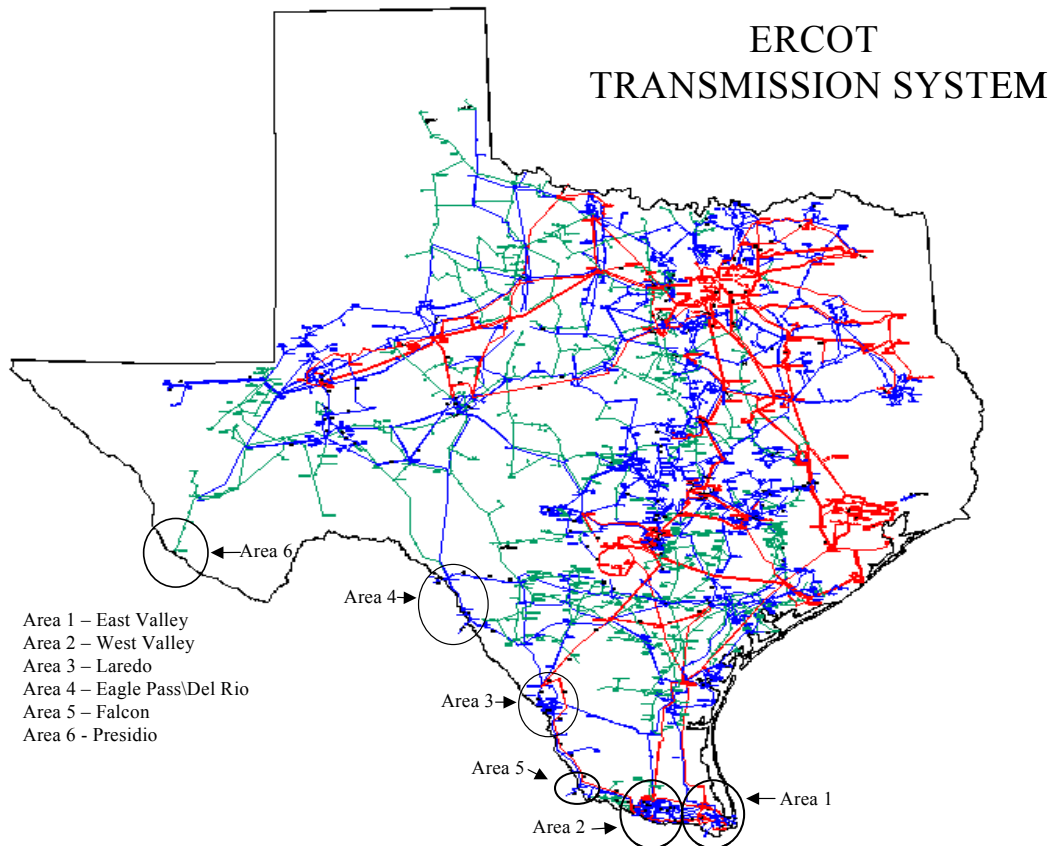 ERCOT
TRANSMISSION SYSTEM
Area 6
Area 4
Area 1 – East Valley
Area 2 – West Valley
Area 3 – Laredo
Area 4 – Eagle Pass\Del Rio
Area 5 – Falcon
Area 6 - Presidio
Area 3
Area 5
Area 1
Area 2